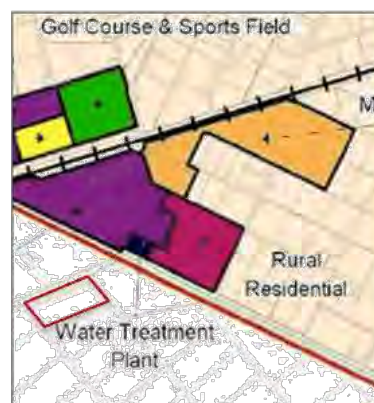 Golf Course & Sports Field
M
Rural
Residential
Water Treatment
Plant